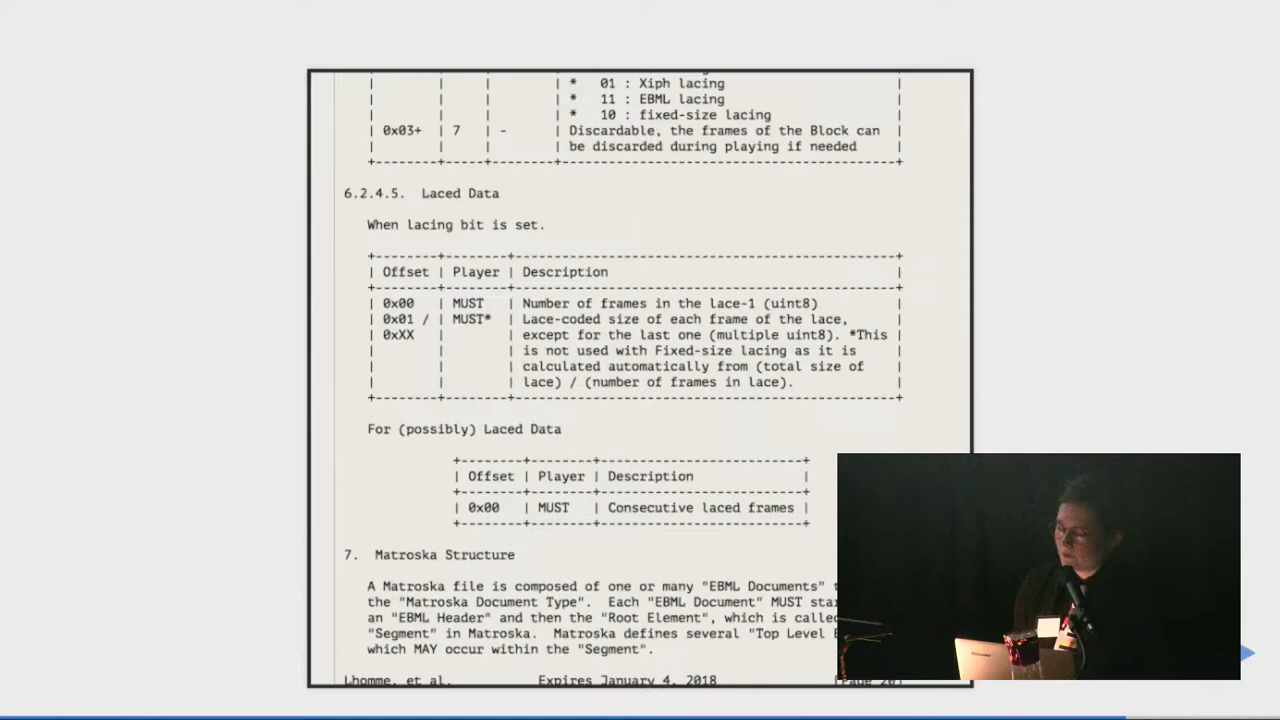 | | | | * 01 : Xiph lacing |
| | | | * 11 : EBML lacing |
| | | | * 10 : fixed-size lacing |
| 0x03+ | 7 | - | Discardable, the frames of the Block can |
| | | | be discarded during playing if needed |
+--------+-----+--------+-------------------------------------------+
6.2.4.5. Laced Data
When lacing bit is set.
+--------+--------+-------------------------------------------------+
| Offset | Player | Description |
+--------+--------+-------------------------------------------------+
| 0x00 | MUST | Number of frames in the lace-1 (uint8) |
| 0x01 / | MUST* | Lace-coded size of each frame of the lace, |
| 0xXX | | except for the last one (multiple uint8). *This |
| | | is not used with Fixed-size lacing as it is |
| | | calculated automatically from (total size of |
| | | lace) / (number of frames in lace). |
+--------+--------+-------------------------------------------------+
For (possibly) Laced Data
+--------+--------+--------------------------+
| Offset | Player | Description |
+--------+--------+--------------------------+
| 0x00 | MUST | Consecutive laced frames |
+--------+--------+--------------------------+
7. Matroska Structure
A Matroska file is composed of one or many "EBML Documents"
the "Matroska Document Type". Each "EBML Document" MUST
an "EBML Header" and then the "Root Element", which is called
"Segment" in Matroska. Matroska defines several "Top Level
which MAY occur within the "Segment".
Lhomme, et al. Expires January 4, 2018 [Page 20]